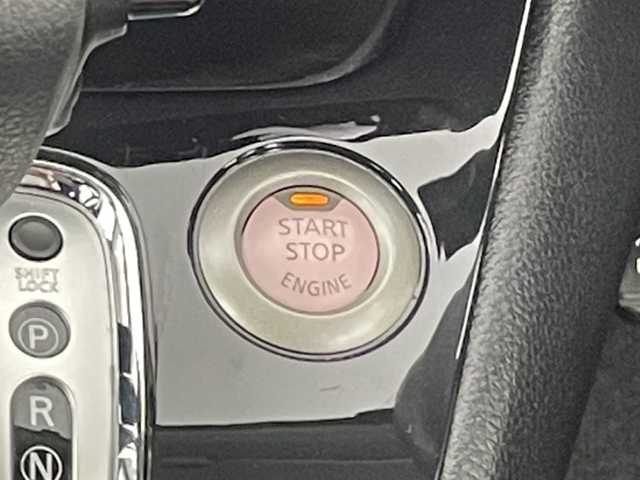 START
STOP
ENGINE
SHIFT
LOCK
P
R
N